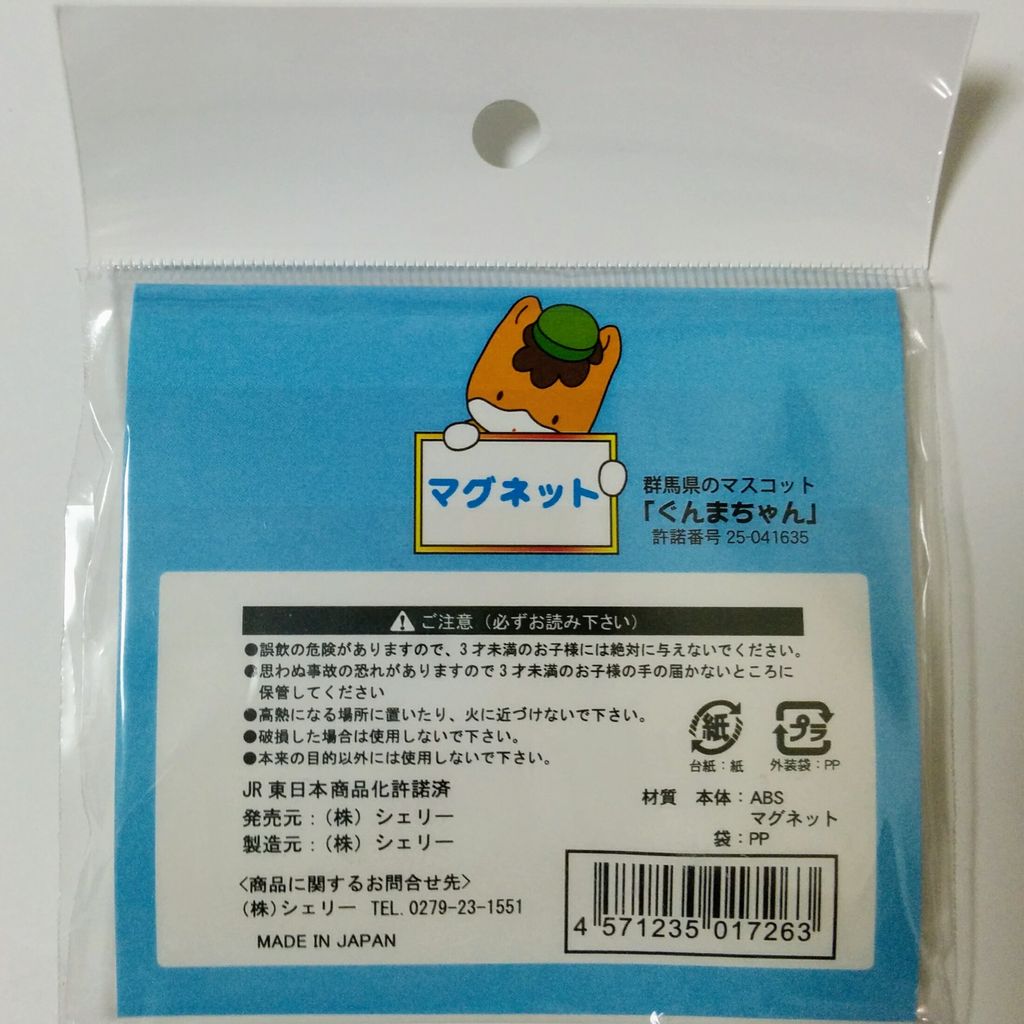 マグネット
群馬県のマスコット
「ぐんまちゃん」
許諾番号 25-041635
ご注意（必ずお読み下さい）
●誤飲の危険がありますので、3才未満のお子様には絶対に与えないでください。
●思わぬ事故の恐れがありますので3才未満のお子様の手の届かないところに
保管してください
●高熱になる場所に置いたり、火に近づけないで下さい。
●破損した場合は使用しないで下さい。
●本来の目的以外には使用しないで下さい。
紙
台紙：紙
プラ
外装袋：PP
JR東日本商品化許諾済
発売元：（株）シェリー
製造元：（株）シェリー
材質 本体：ABS
マグネット
袋：PP
〈商品に関するお問合せ先〉
（株）シェリー TEL. 0279-23-1551
MADE IN JAPAN
4 571235 017263